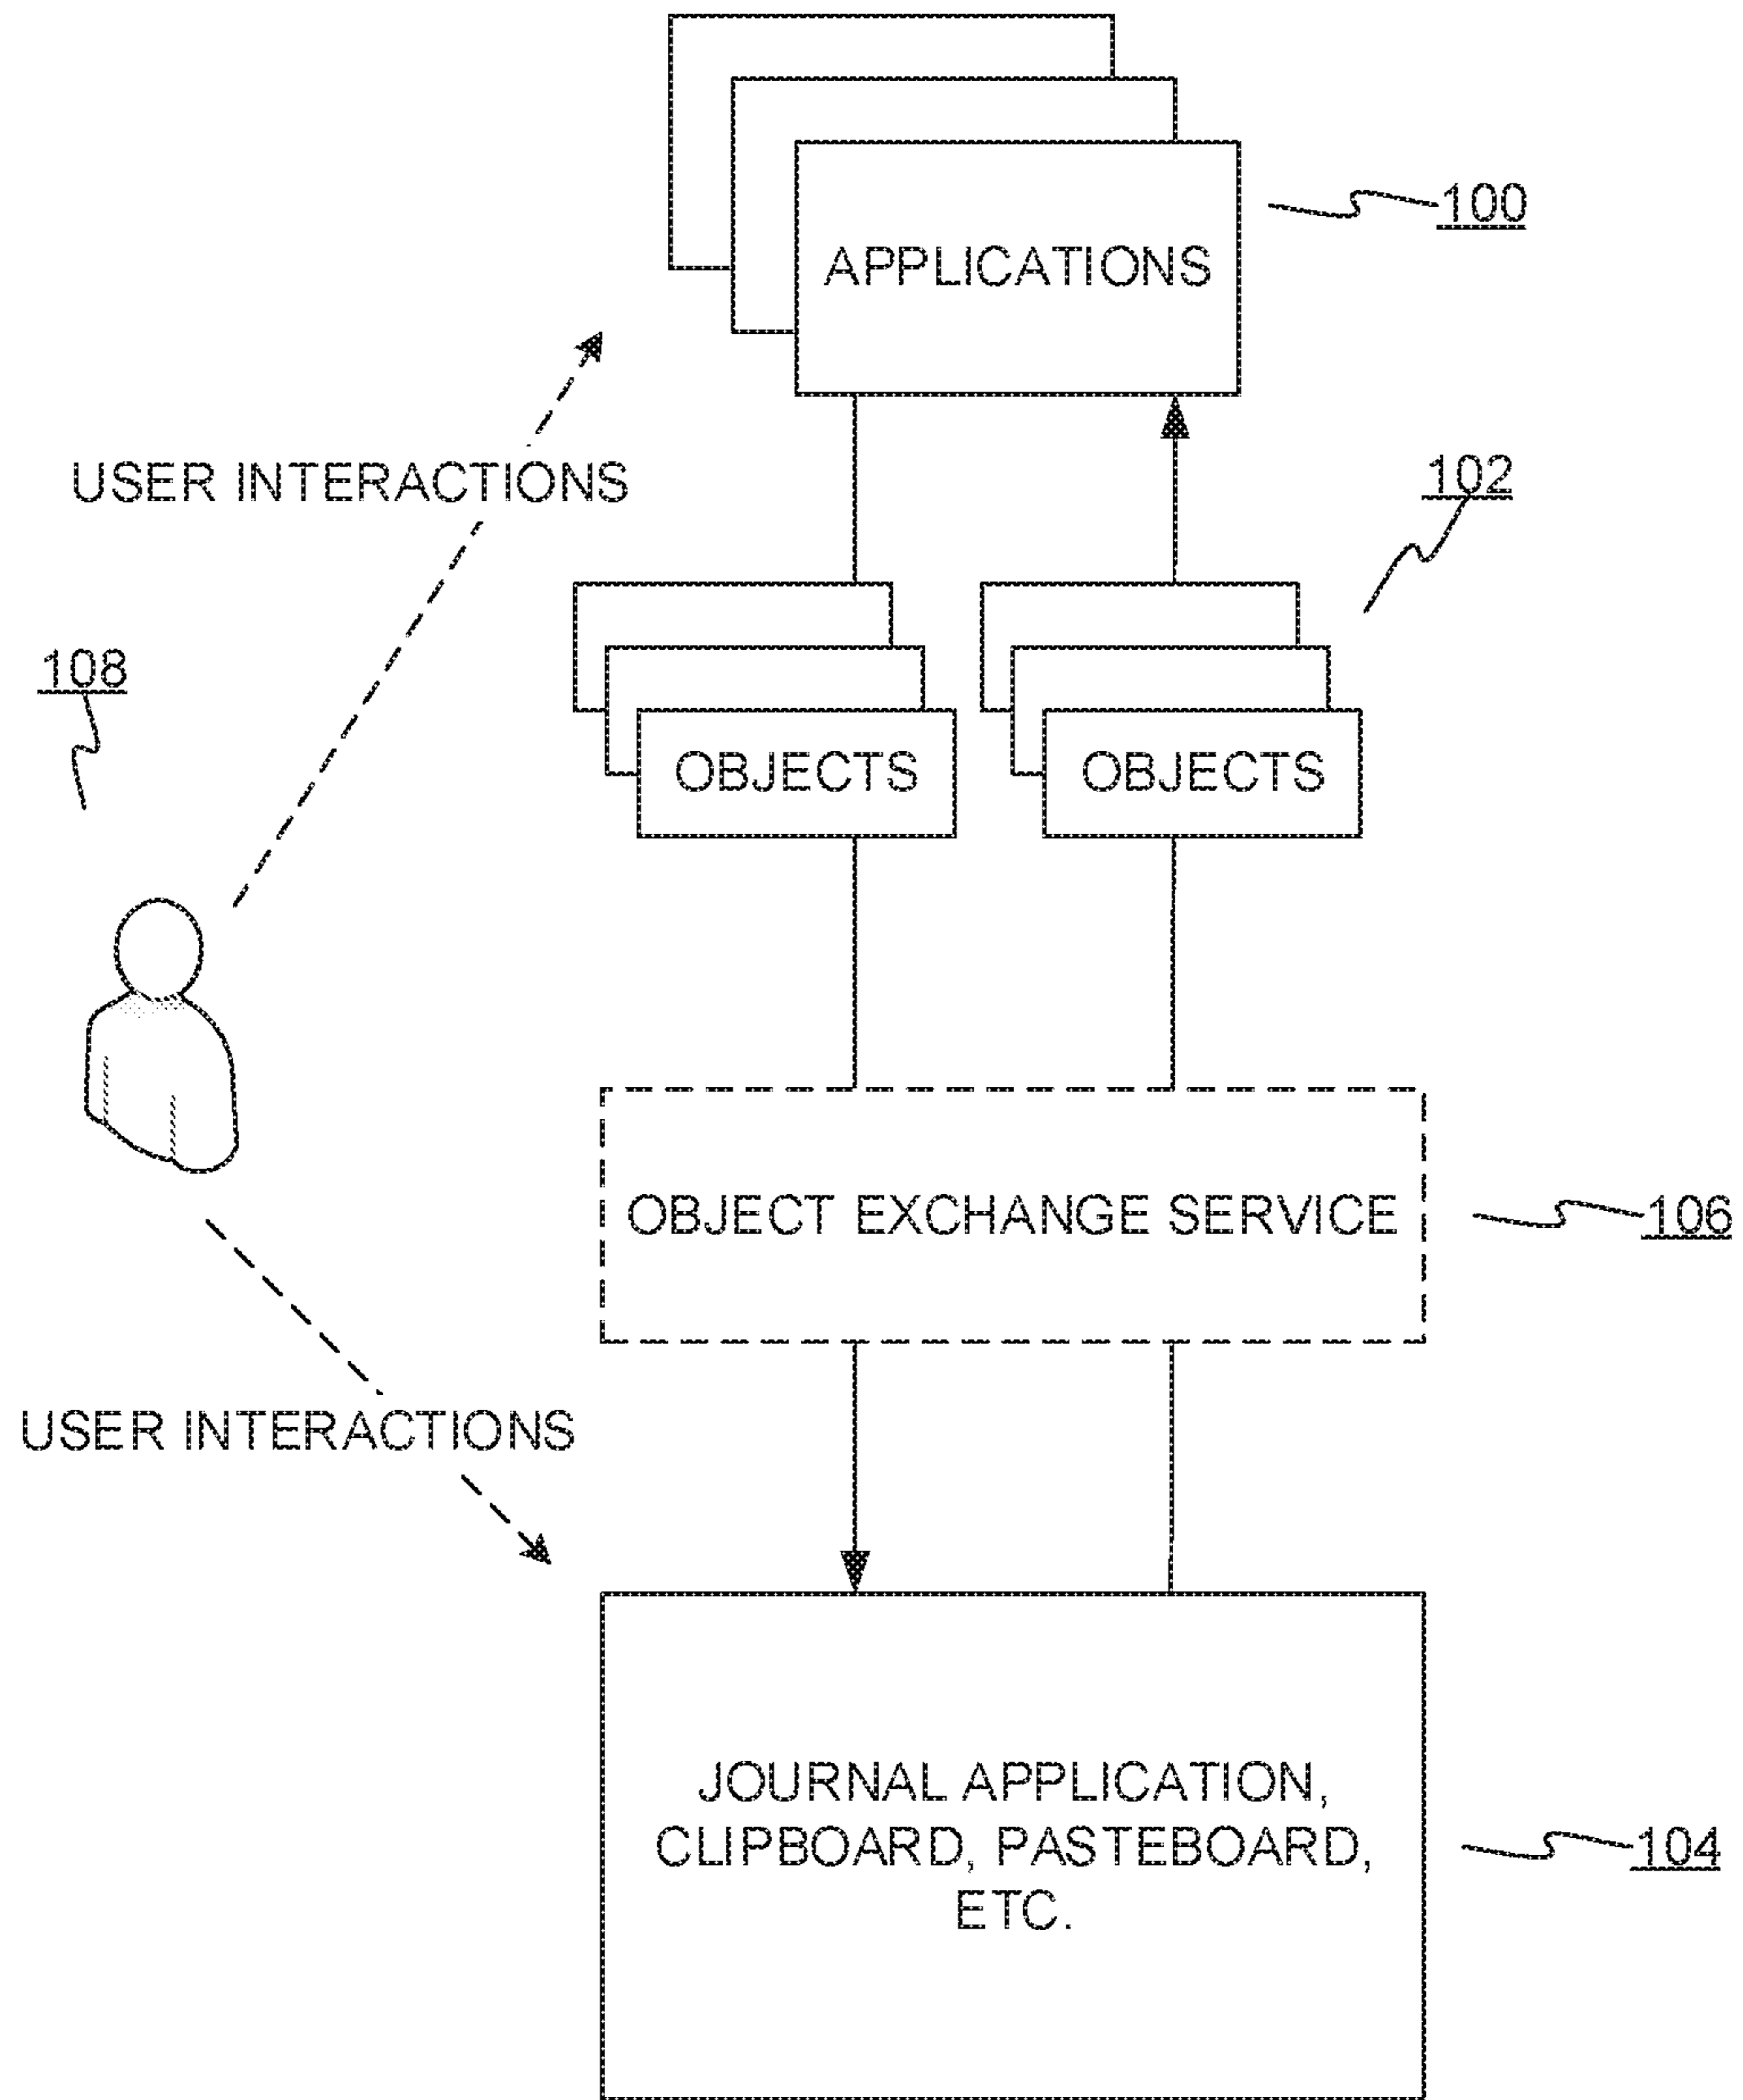 100
APPLICATIONS
102
USER INTERACTIONS
108
OBJECTS
OBJECTS
OBJECT EXCHANGE SERVICE
106
USER INTERACTIONS
JOURNAL APPLICATION,
CLIPBOARD, PASTEBOARD,
ETC.
104